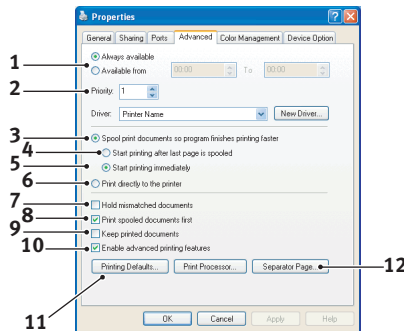 Properties
General Sharing Ports Advanced Color Management Device Option
1 Always available
Available from 00:00 To 00:00
2 Priority: 1
Driver: Printer Name New Driver...
3 Spool print documents so program finishes printing faster
4 Start printing after last page is spooled
5 Start printing immediately
6 Print directly to the printer
7 Hold mismatched documents
8 Print spooled documents first
9 Keep printed documents
10 Enable advanced printing features
Printing Defaults... Print Processor... Separator Page... 12
11
OK Cancel Apply Help